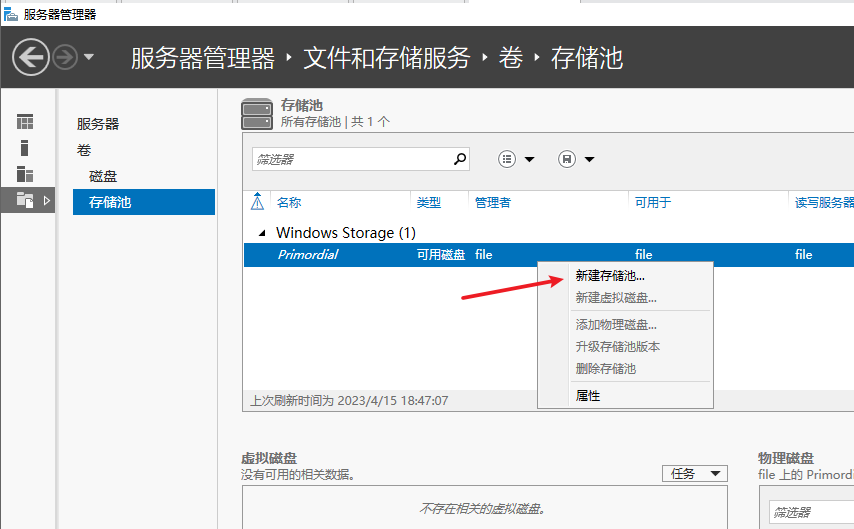 服务器管理器
服务器管理器 ‣ 文件和存储服务 ‣ 卷 ‣ 存储池
服务器
卷
磁盘
存储池
存储池
所有存储池 | 共 1 个
筛选器
名称 类型 管理者 可用于 读写服务器
Windows Storage (1)
Primordial 可用磁盘 file file file
新建存储池...
新建虚拟磁盘...
添加物理磁盘...
升级存储池版本
删除存储池
属性
上次刷新时间为 2023/4/15 18:47:07
虚拟磁盘
没有可用的相关数据。
任务
不存在相关的虚拟磁盘。
物理磁盘
file 上的 Primordi
筛选器